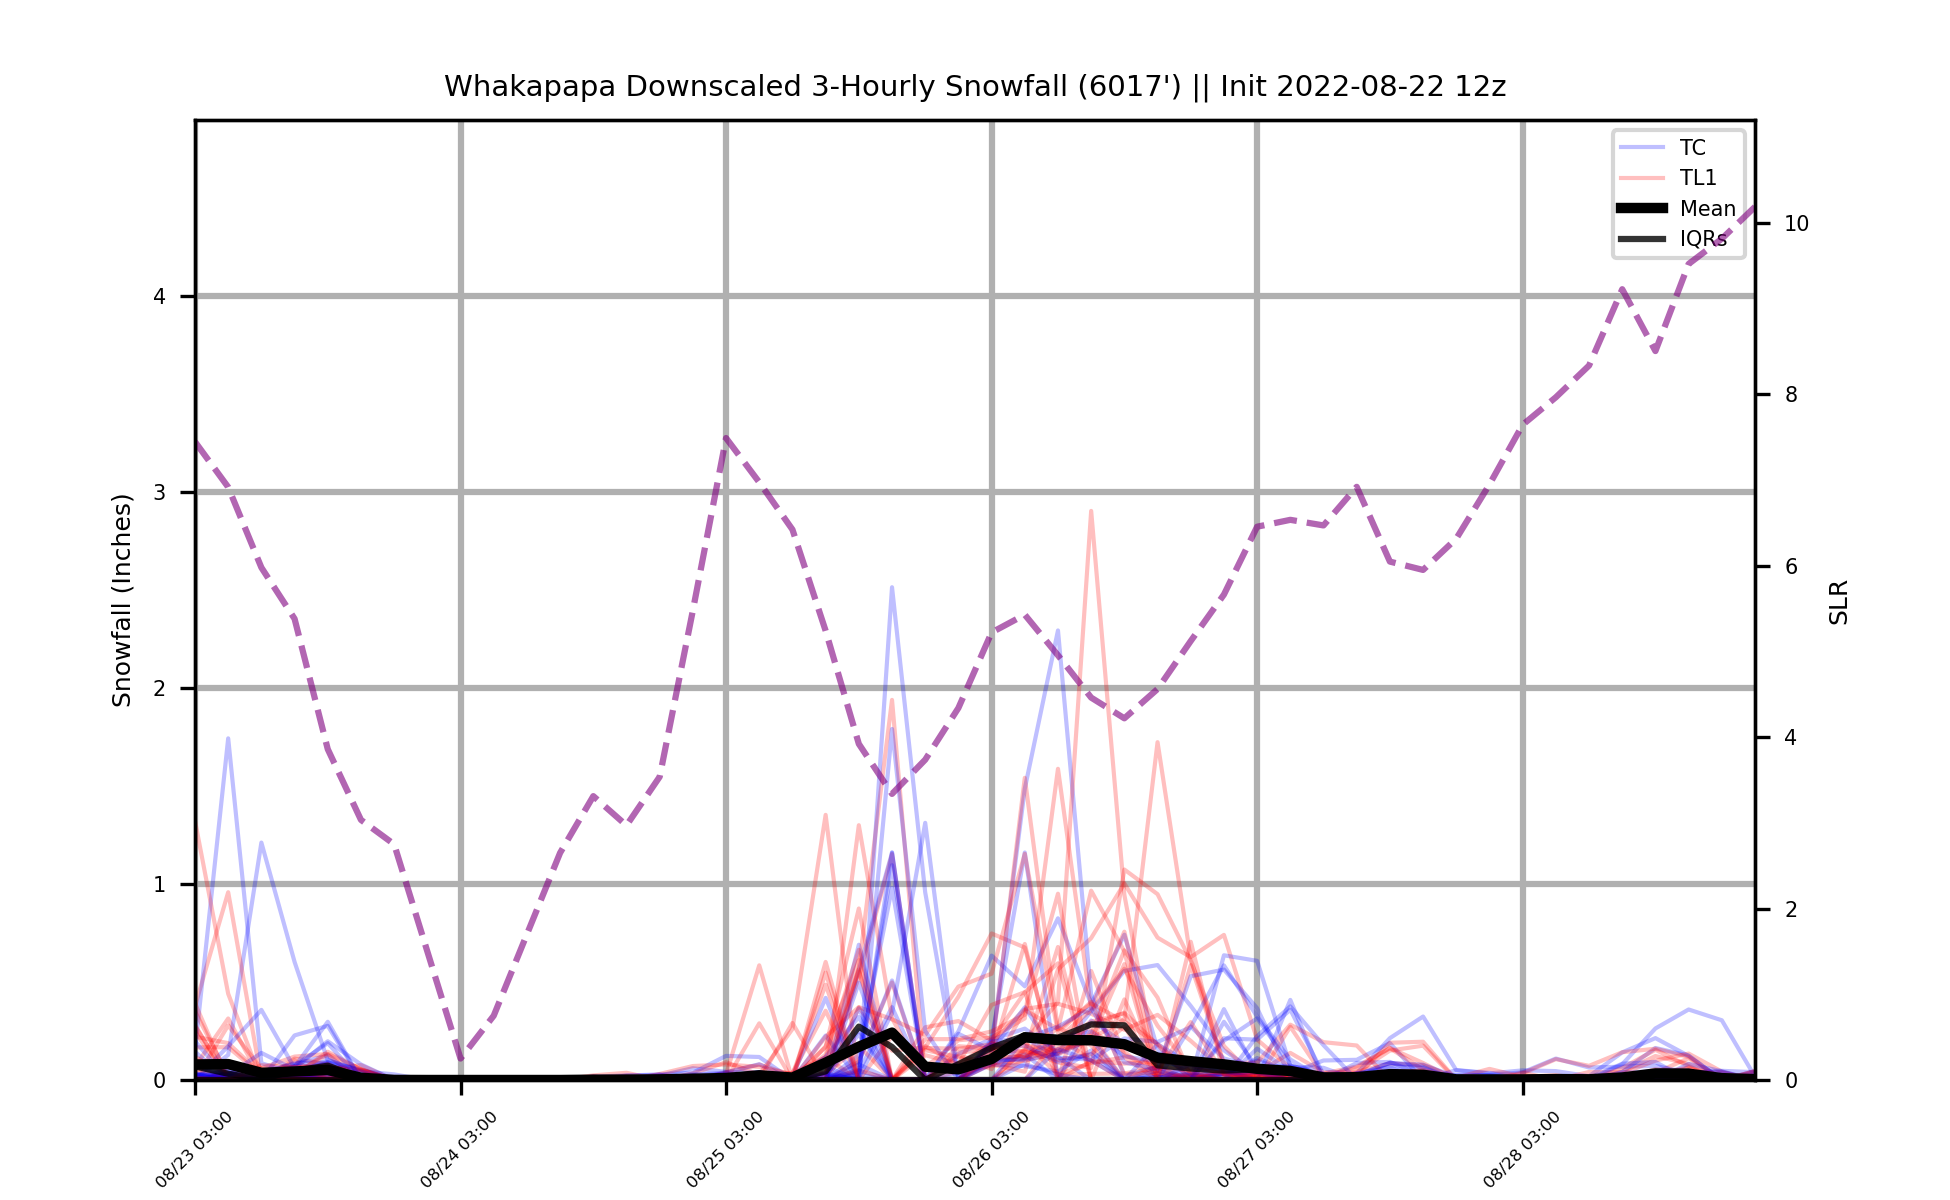 Whakapapa Downscaled 3-Hourly Snowfall (6017') || Init 2022-08-22 12z
TC
TL1
Mean
IQRs
Snowfall (Inches)
4
3
2
1
0
10
8
6
4
2
0
SLR
08/23 03:00
08/24 03:00
08/25 03:00
08/26 03:00
08/27 03:00
08/28 03:00